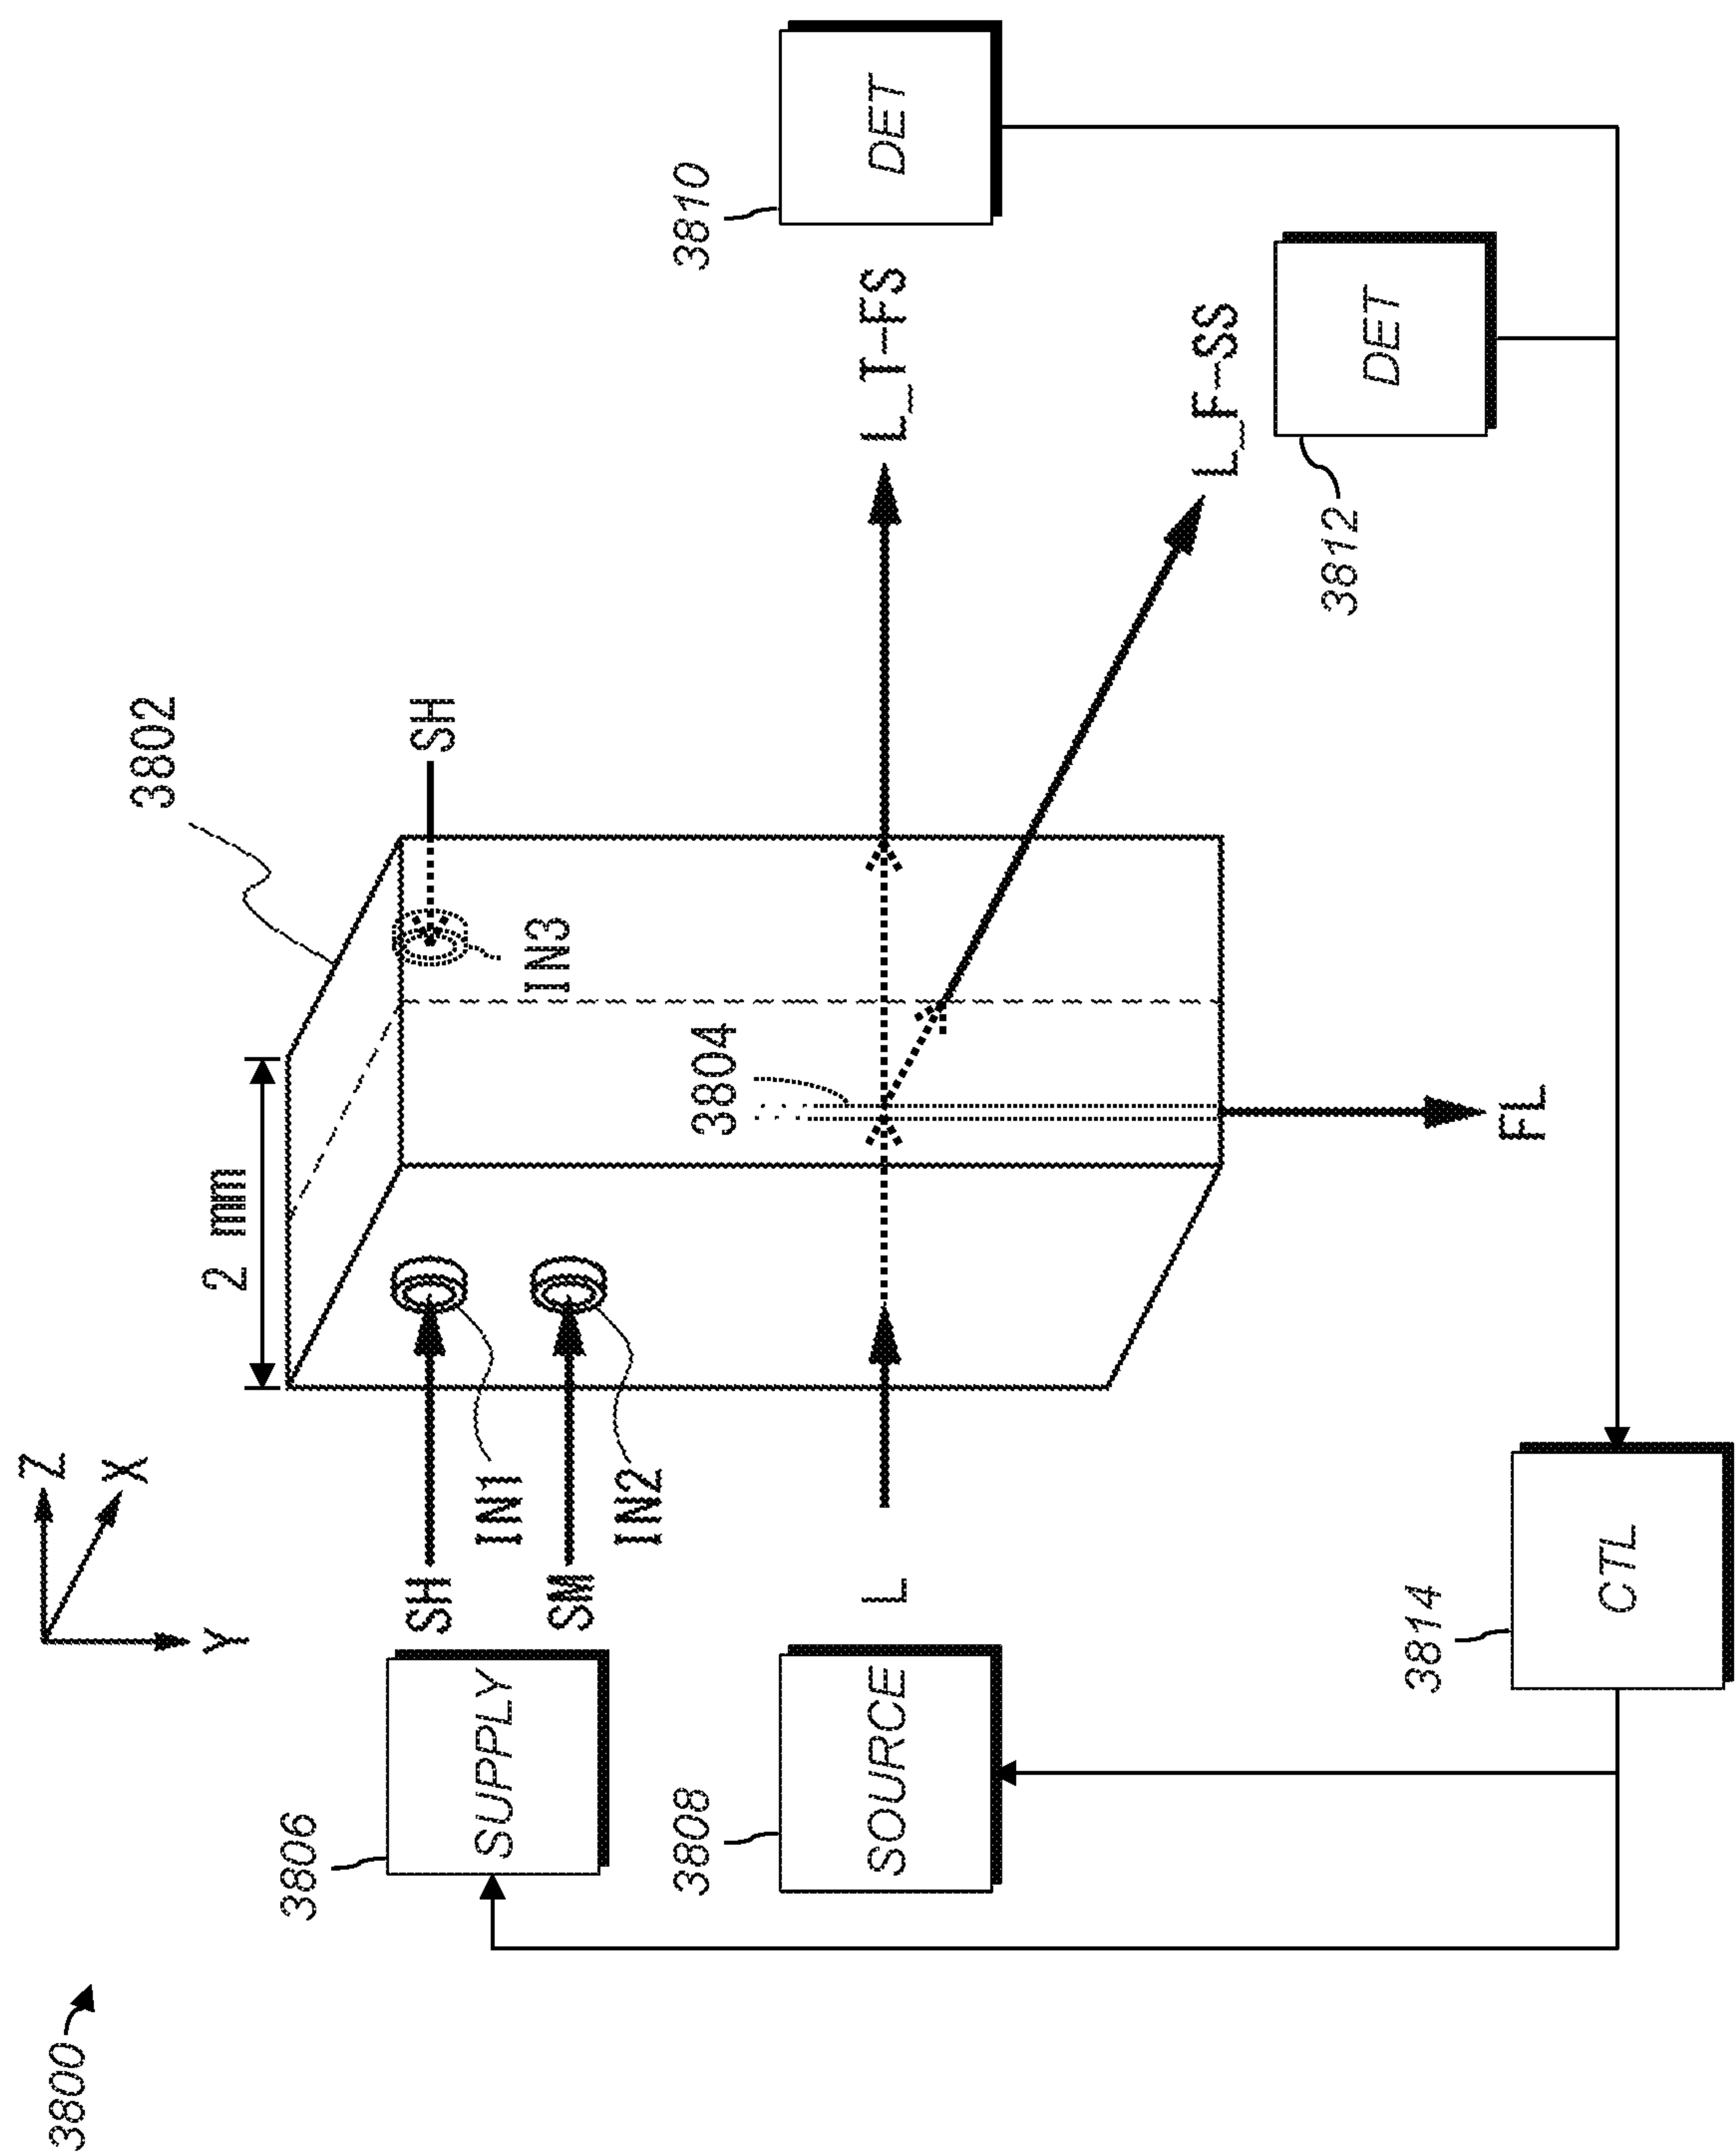 3800
Z
X
Y
2 mm
3802
SH
IN3
3806
SUPPLY
SH
IN1
SM
IN2
3804
3808
SOURCE
L
L_T-FS
3810
DET
L_F-SS
3812
DET
FL
3814
CTL